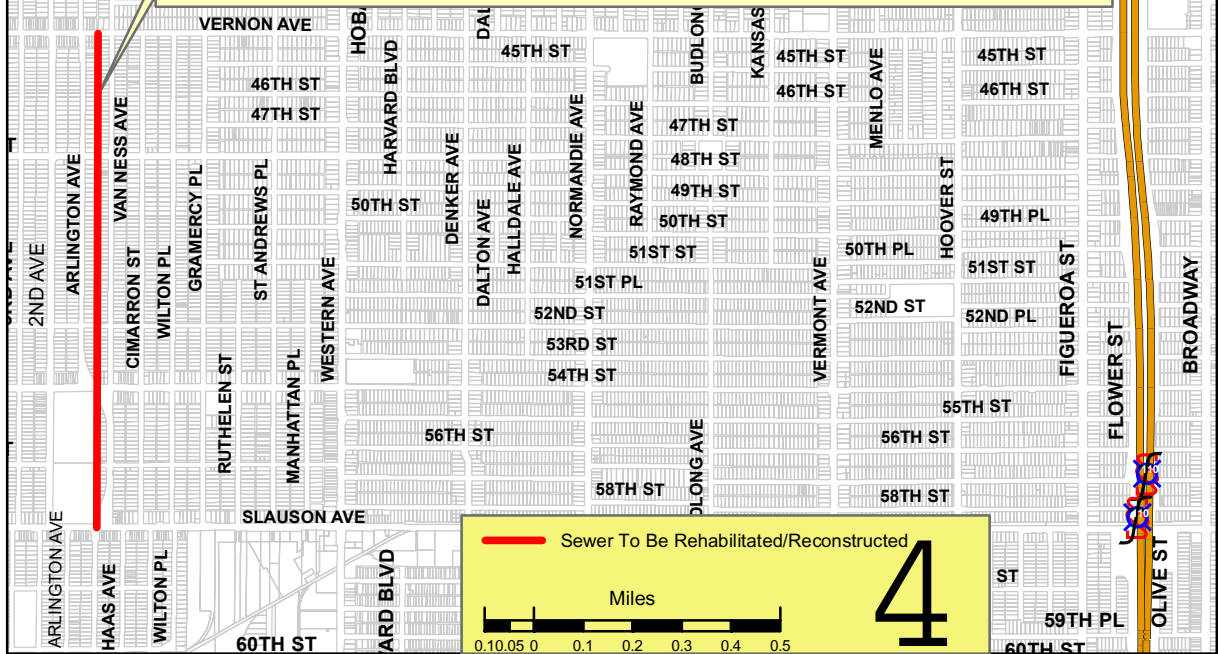 VERNON AVE
45TH ST
45TH ST
45TH ST
46TH ST
46TH ST
46TH ST
47TH ST
47TH ST
48TH ST
49TH ST
50TH ST
50TH ST
49TH PL
51ST ST
50TH PL
51ST ST
51ST PL
52ND ST
52ND ST
52ND PL
53RD ST
54TH ST
55TH ST
56TH ST
56TH ST
58TH ST
58TH ST
SLAUSON AVE
2ND AVE
ARLINGTON AVE
VAN NESS AVE
CIMARRON ST
WILTON PL
GRAMERCY PL
ST ANDREWS PL
RUTHELEN ST
MANHATTAN PL
WESTERN AVE
HARVARD BLVD
DENKER AVE
DALTON AVE
HALLDALE AVE
NORMANDIE AVE
RAYMOND AVE
BUDLONG
KANSAS
VERMONT AVE
MENLO AVE
HOOVER ST
FIGUEROA ST
FLOWER ST
BROADWAY
OLIVE ST
ARLINGTON AVE
HAAS AVE
WILTON PL
60TH ST
Sewer To Be Rehabilitated/Reconstructed
Miles
0.10.05 0 0.1 0.2 0.3 0.4 0.5
4
ST
59TH PL
60TH ST